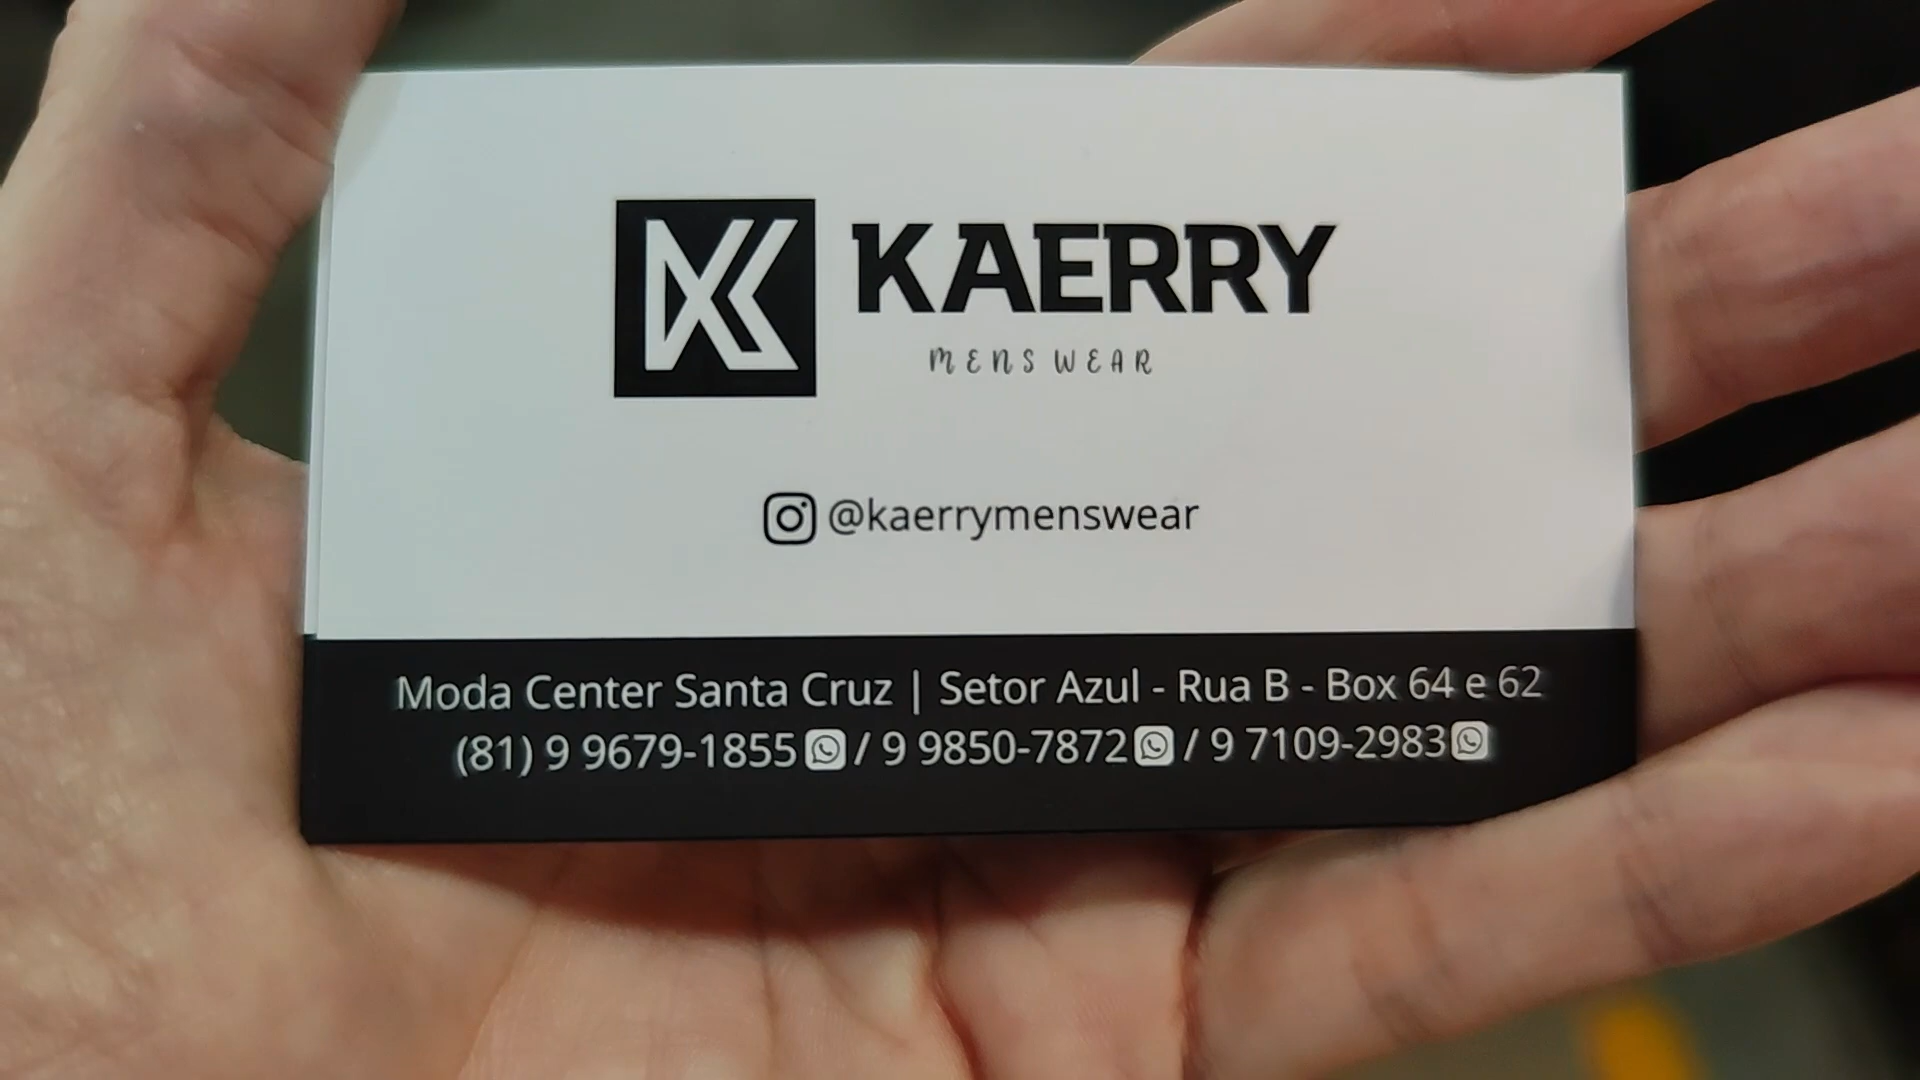 KAERRY
MENS WEAR
@kaerrymenswear
Moda Center Santa Cruz | Setor Azul - Rua B - Box 64 e 62
(81) 9 9679-1855 / 9 9850-7872 / 9 7109-2983